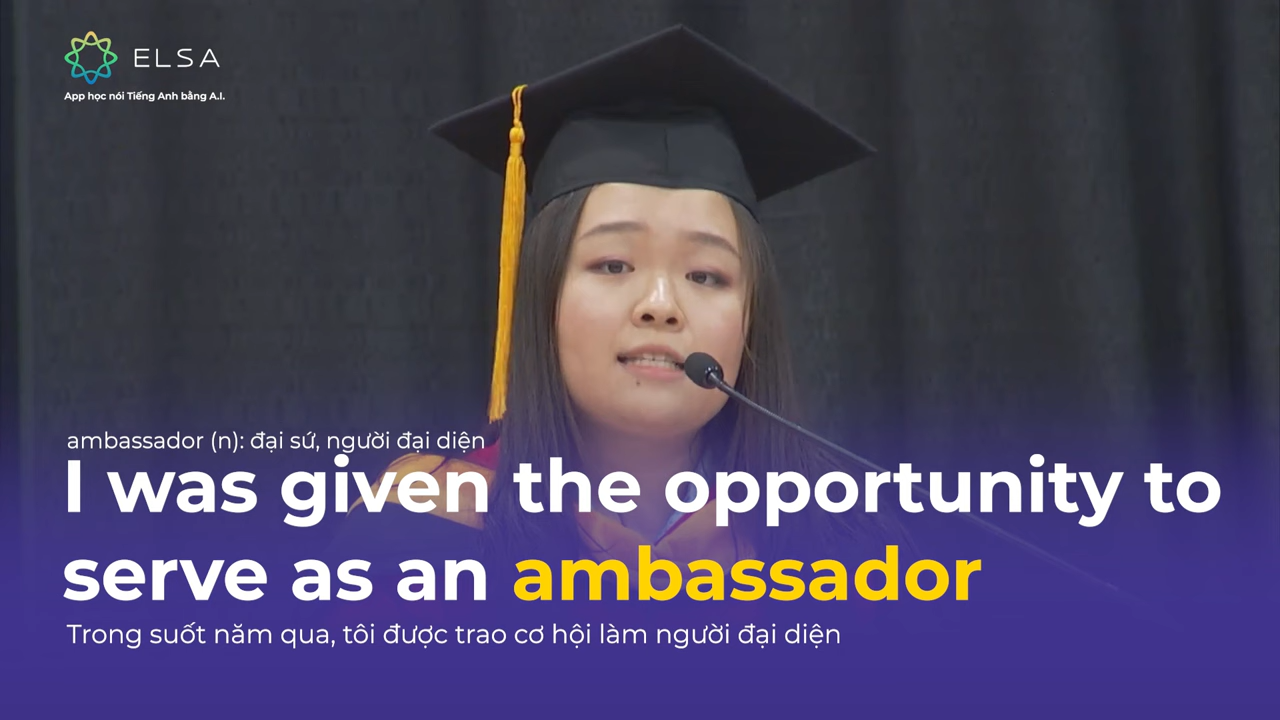 ELSA
App học nói Tiếng Anh bằng A.I.
ambassador (n): đại sứ, người đại diện
I was given the opportunity to
serve as an ambassador
Trong suốt năm qua, tôi được trao cơ hội làm người đại diện